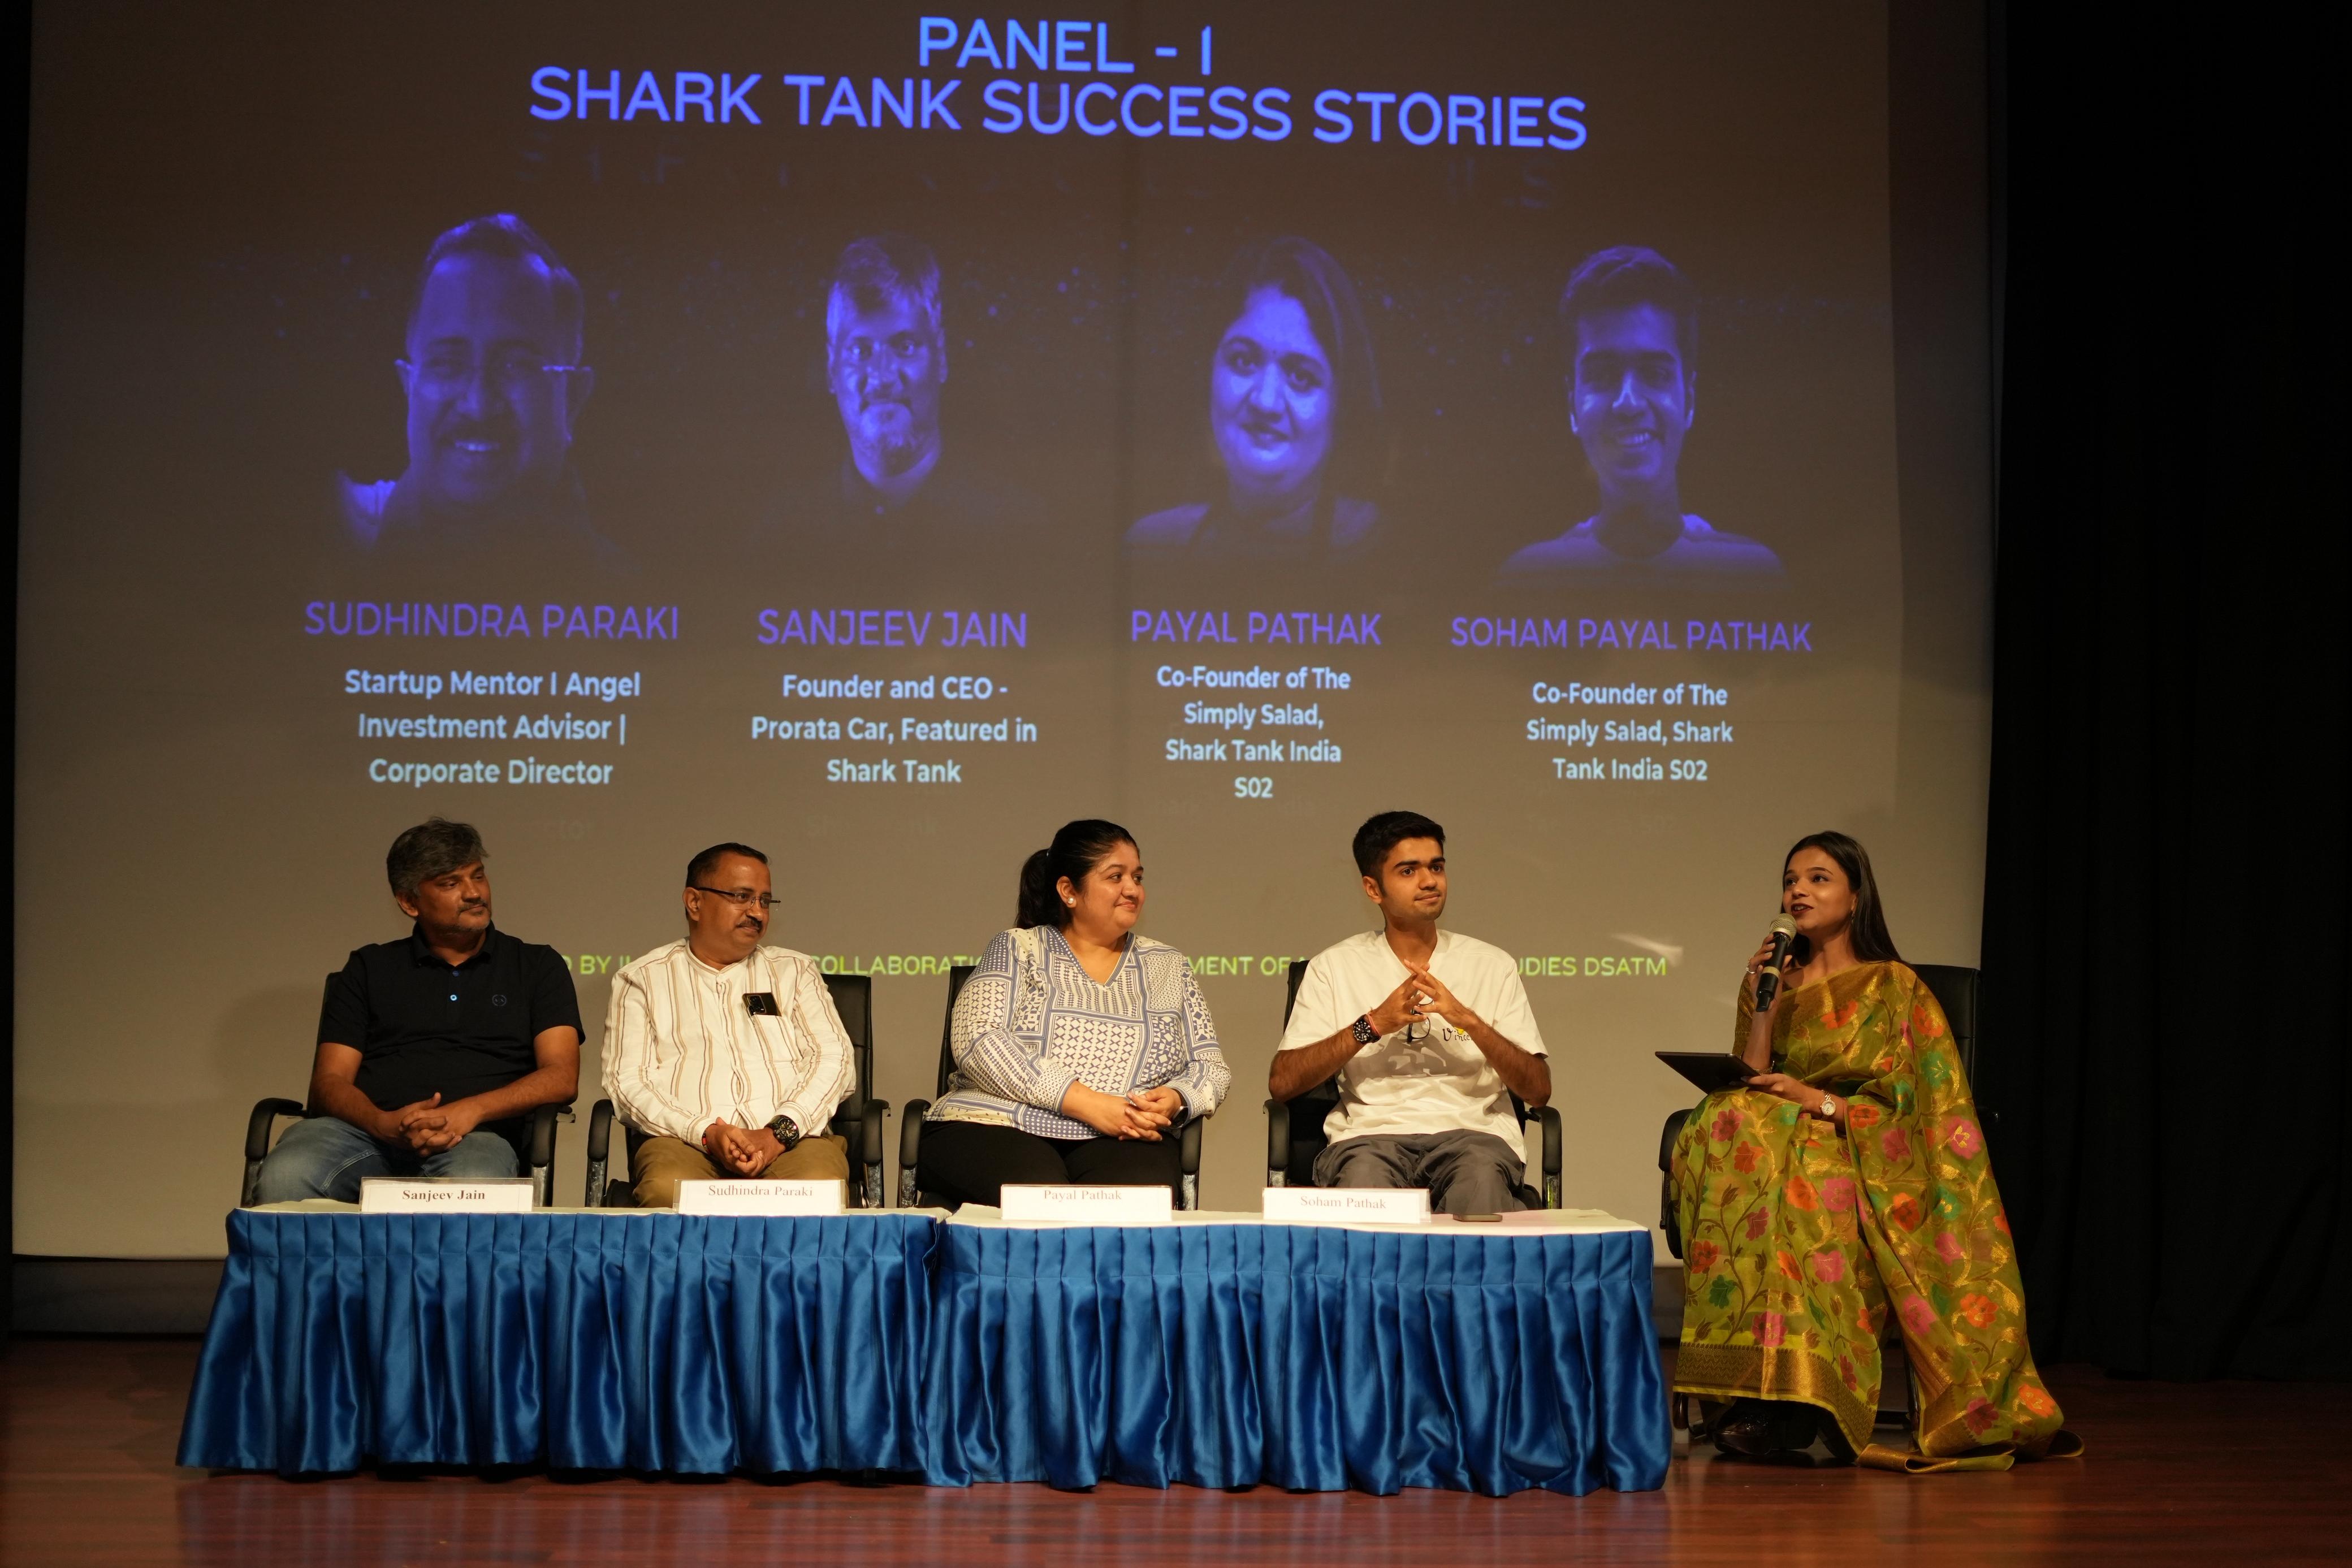 PANEL - 1
SHARK TANK SUCCESS STORIES
SUDHINDRA PARAKI
Startup Mentor | Angel
Investment Advisor |
Corporate Director
SANJEEV JAIN
Founder and CEO -
Prorata Car, Featured in
Shark Tank
PAYAL PATHAK
Co-Founder of The
Simply Salad,
Shark Tank India
S02
SOHAM PAYAL PATHAK
Co-Founder of The
Simply Salad, Shark
Tank India S02
BY COLLABORATIO MENT OF UDIES DSATM
Sanjeev Jain
Sudhindra Paraki
Payal Pathak
Soham Pathak